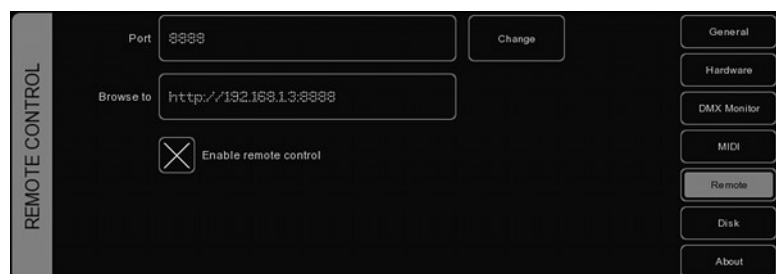 REMOTE CONTROL
Port 8888 Change
Browse to http://192.168.1.3:8888
Enable remote control
General
Hardware
DMX Monitor
MIDI
Remote
Disk
About